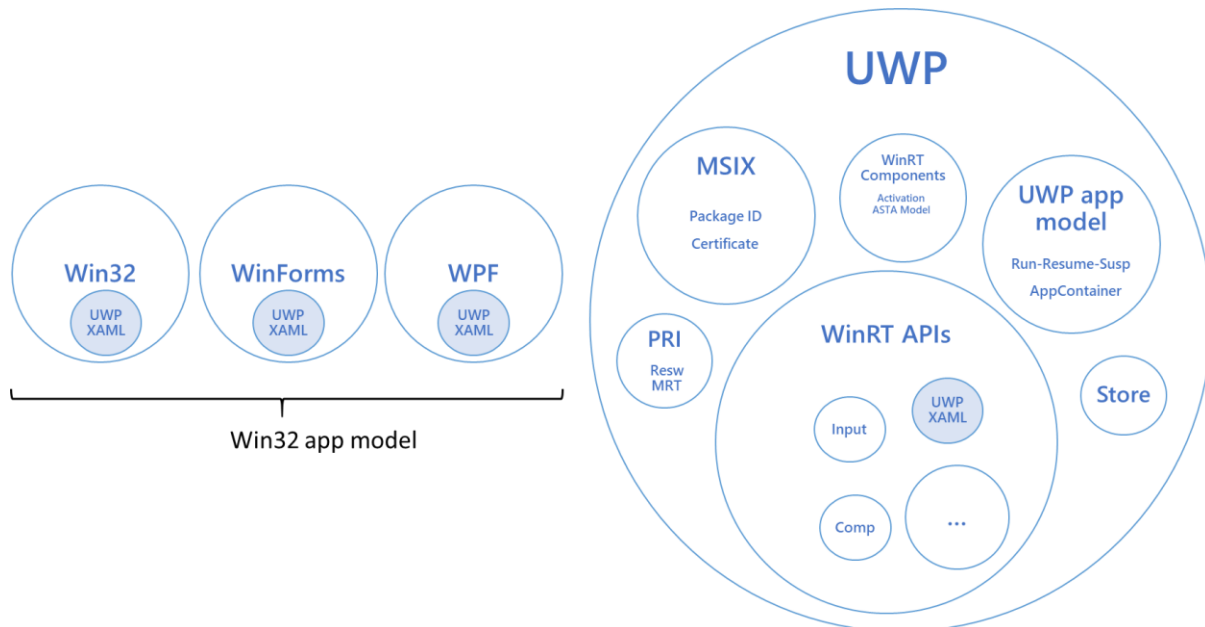 Win32
UWP
XAML
WinForms
UWP
XAML
WPF
UWP
XAML
Win32 app model
UWP
MSIX
Package ID
Certificate
WinRT
Components
Activation
ASTA Model
UWP app
model
Run-Resume-Susp
AppContainer
PRI
Resw
MRT
WinRT APIs
Input
UWP
XAML
Comp
...
Store